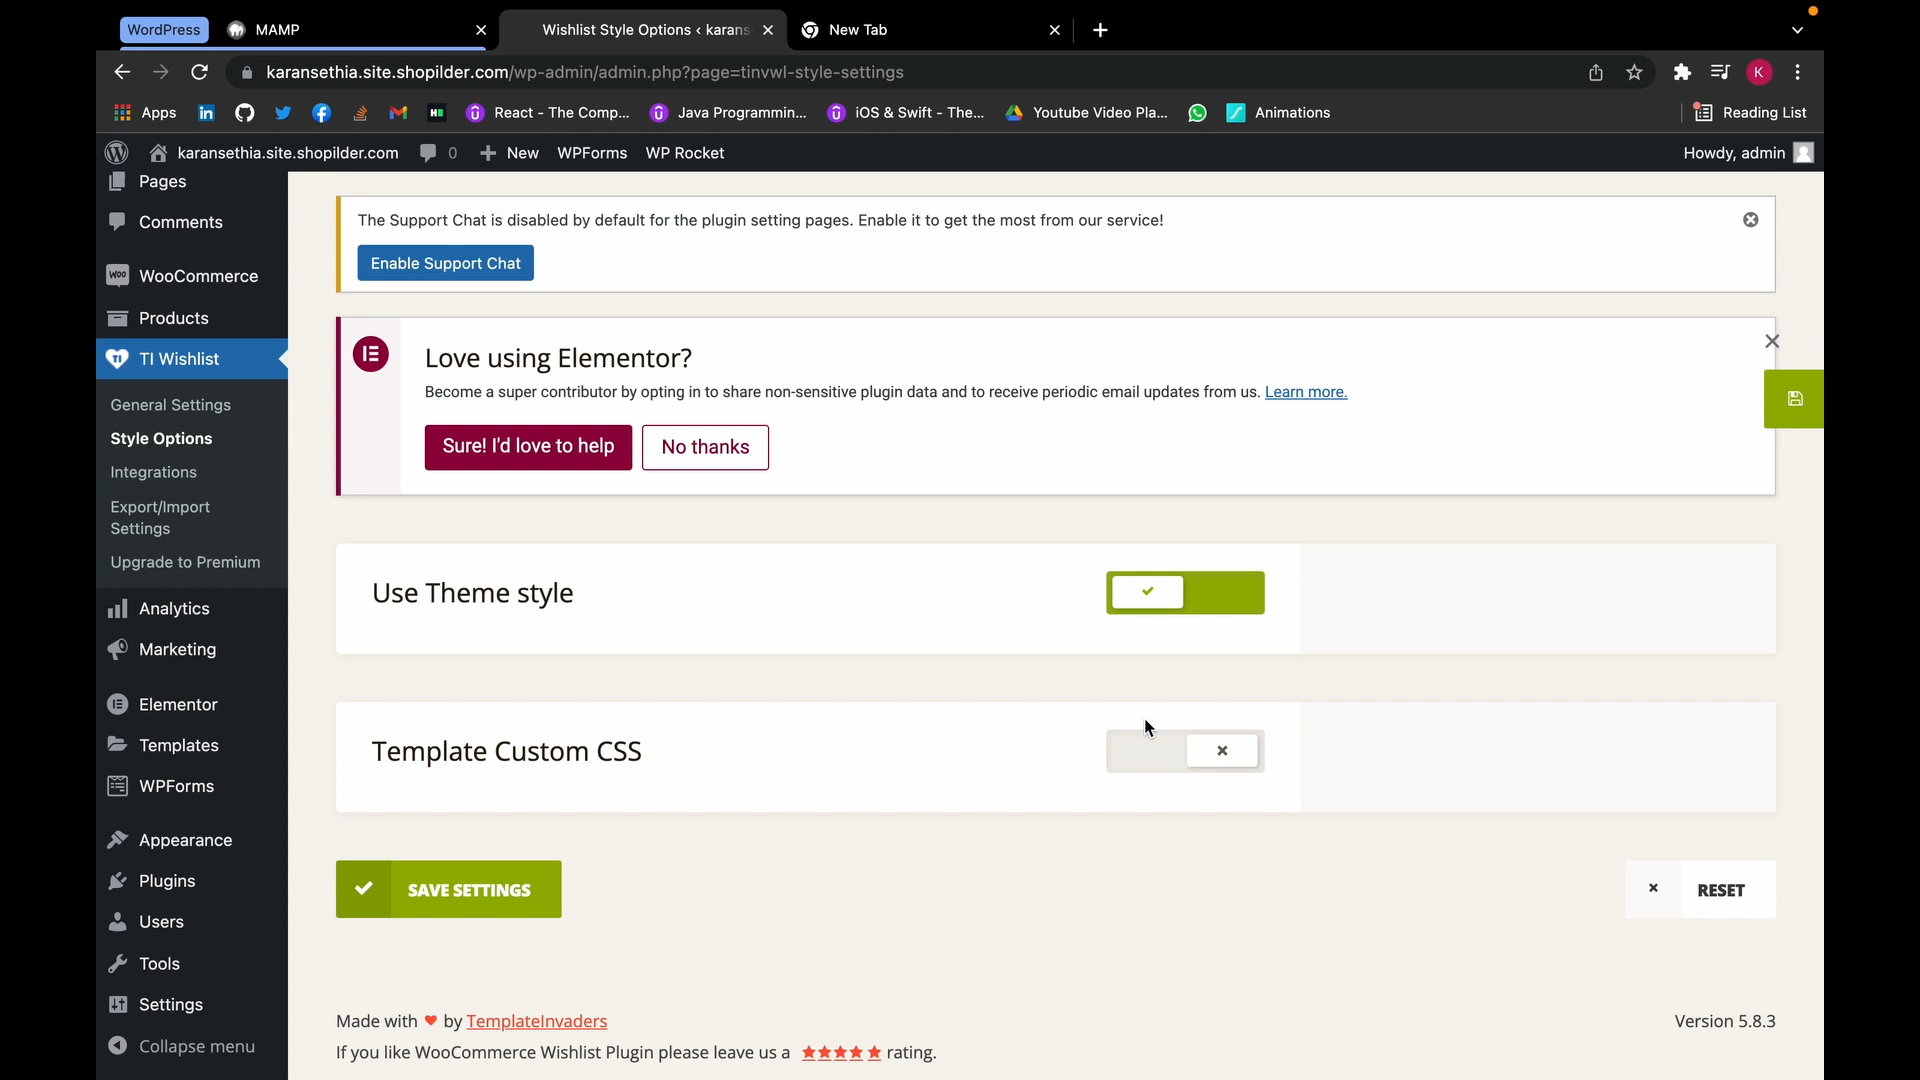 WordPress
MAMP
Wishlist Style Options ‹ karans
New Tab
karansethia.site.shopilder.com/wp-admin/admin.php?page=tinvwl-style-settings
K
Apps
React - The Comp...
Java Programmin...
iOS & Swift - The...
Youtube Video Pla...
Animations
Reading List
karansethia.site.shopilder.com
0
New
WPForms
WP Rocket
Howdy, admin
Pages
Comments
WooCommerce
Products
TI Wishlist
General Settings
Style Options
Integrations
Export/Import
Settings
Upgrade to Premium
Analytics
Marketing
Elementor
Templates
WPForms
Appearance
Plugins
Users
Tools
Settings
Collapse menu
The Support Chat is disabled by default for the plugin setting pages. Enable it to get the most from our service!
Enable Support Chat
Love using Elementor?
Become a super contributor by opting in to share non-sensitive plugin data and to receive periodic email updates from us. Learn more.
Sure! I'd love to help
No thanks
Use Theme style
Template Custom CSS
SAVE SETTINGS
RESET
Made with ♥ by TemplateInvaders
Version 5.8.3
If you like WooCommerce Wishlist Plugin please leave us a ★★★★★ rating.